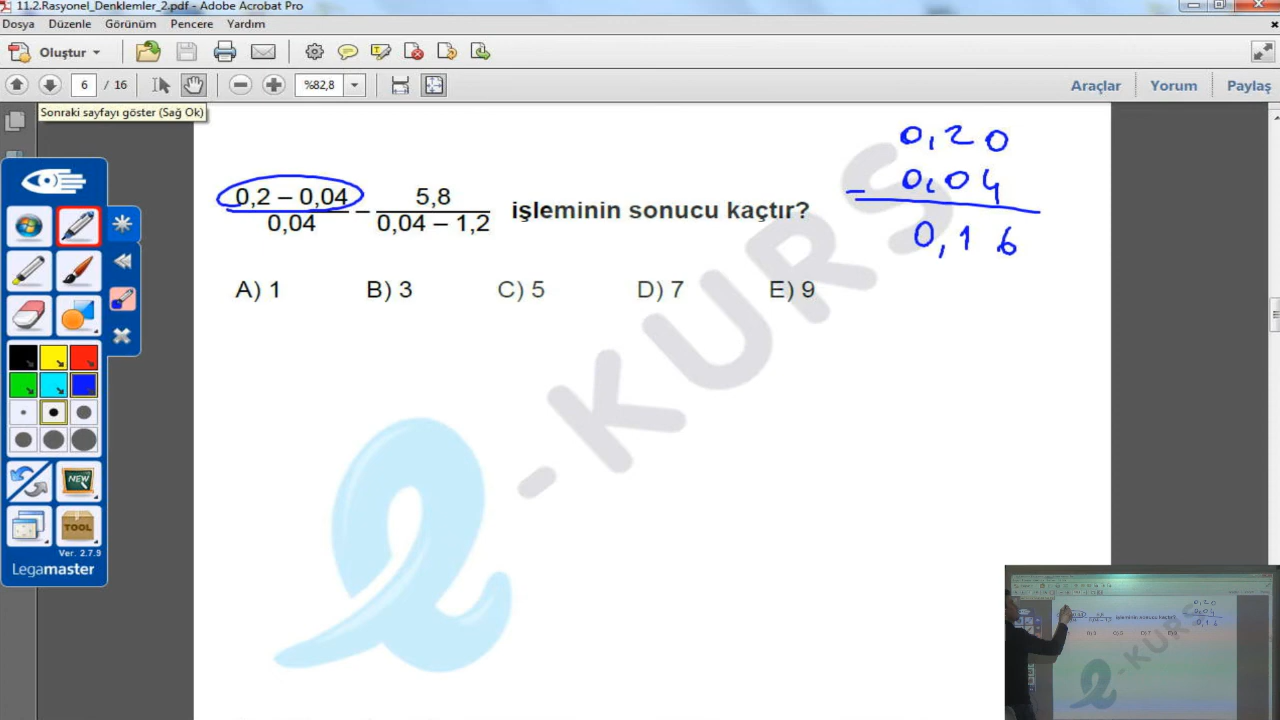 11.2.Rasyonel_Denklemler_2.pdf - Adobe Acrobat Pro
Dosya Düzenle Görünüm Pencere Yardım
Oluştur
6 / 16 %82,8 Araçlar Yorum Paylaş
Sonraki sayfayı göster (Sağ Ok)
0,20
0,04
−
0,16
0,2 − 0,04
0,04
−
5,8
0,04 − 1,2
işleminin sonucu kaçtır?
A) 1 B) 3 C) 5 D) 7 E) 9
e-KURS
NEW
TOOL
Ver. 2.7.9
Legamaster